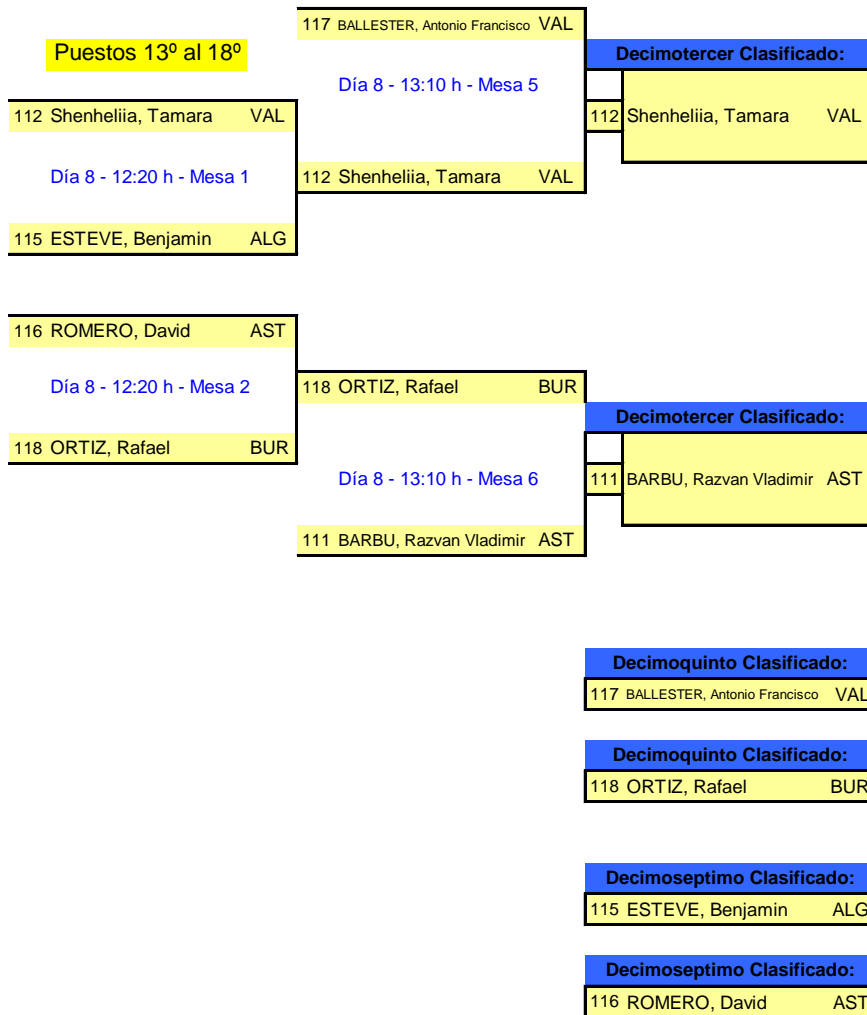 117 BALLESTER, Antonio Francisco VAL
Puestos 13º al 18º
Decimotercer Clasificado:
Día 8 - 13:10 h - Mesa 5
112 Shenheliia, Tamara VAL
112 Shenheliia, Tamara VAL
Día 8 - 12:20 h - Mesa 1
112 Shenheliia, Tamara VAL
115 ESTEVE, Benjamin ALG
116 ROMERO, David AST
Día 8 - 12:20 h - Mesa 2
118 ORTIZ, Rafael BUR
Decimotercer Clasificado:
118 ORTIZ, Rafael BUR
Día 8 - 13:10 h - Mesa 6
111 BARBU, Razvan Vladimir AST
111 BARBU, Razvan Vladimir AST
Decimoquinto Clasificado:
117 BALLESTER, Antonio Francisco VAL
Decimoquinto Clasificado:
118 ORTIZ, Rafael BUR
Decimoseptimo Clasificado:
115 ESTEVE, Benjamin ALG
Decimoseptimo Clasificado:
116 ROMERO, David AST